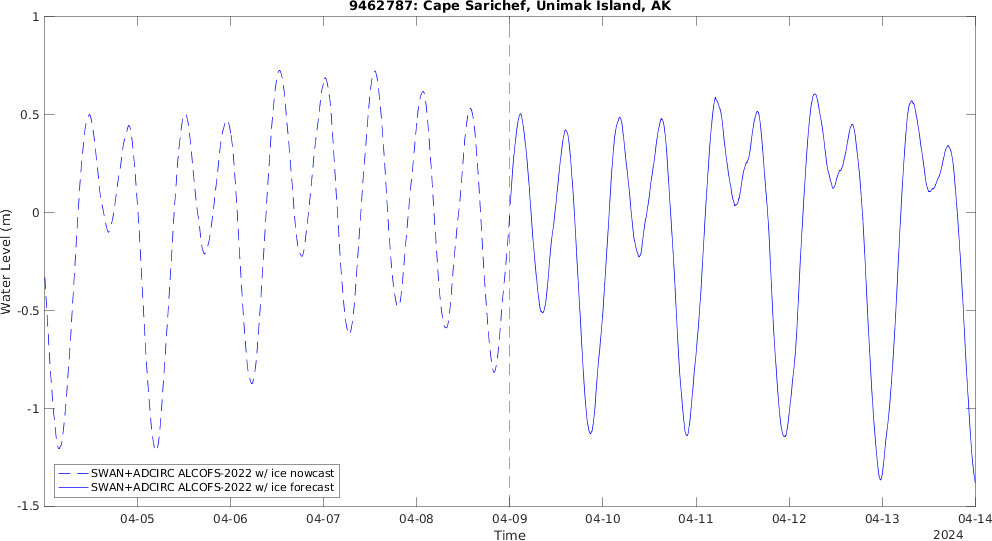 9462787: Cape Sarichef, Unimak Island, AK
Water Level (m)
1
0.5
0
-0.5
-1
-1.5
SWAN+ADCIRC ALCOFS-2022 w/ ice nowcast
SWAN+ADCIRC ALCOFS-2022 w/ ice forecast
04-05 04-06 04-07 04-08 04-09 04-10 04-11 04-12 04-13 04-14
Time
2024